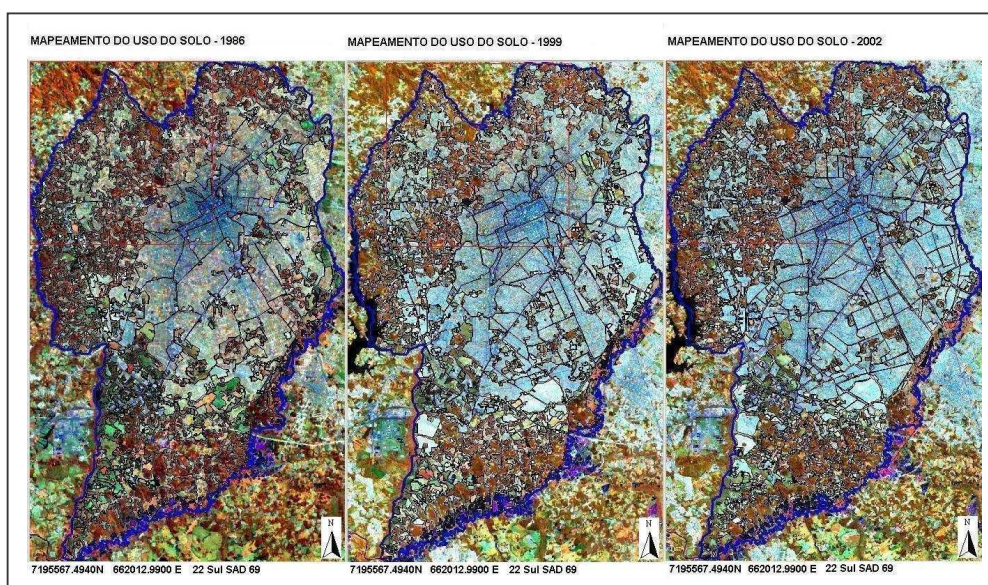 MAPEAMENTO DO USO DO SOLO - 1986
MAPEAMENTO DO USO DO SOLO - 1999
MAPEAMENTO DO USO DO SOLO - 2002
N
N
N
7195567.4940N 662012.9900 E 22 Sul SAD 69
7195567.4940N 662012.9900 E 22 Sul SAD 69
7195567.4940N 662012.9900 E 22 Sul SAD 69